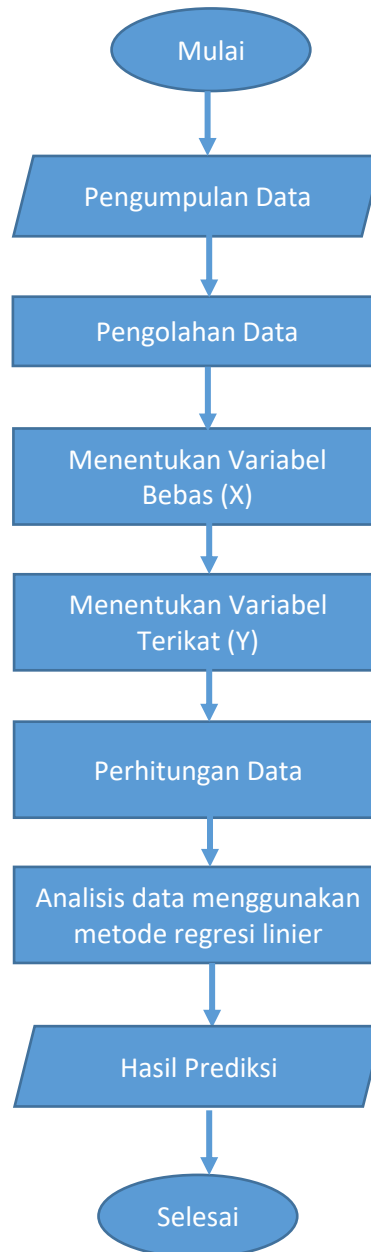 Mulai
Pengumpulan Data
Pengolahan Data
Menentukan Variabel
Bebas (X)
Menentukan Variabel
Terikat (Y)
Perhitungan Data
Analisis data menggunakan
metode regresi linier
Hasil Prediksi
Selesai